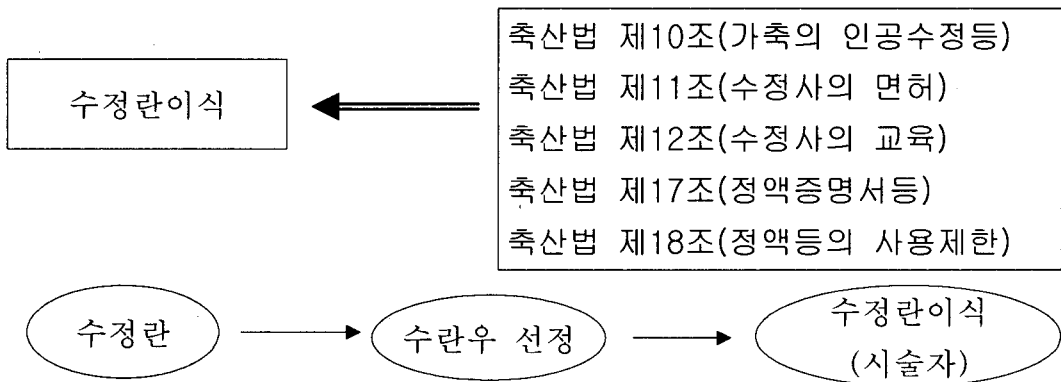 수정란이식
축산법 제10조(가축의 인공수정등)
축산법 제11조(수정사의 면허)
축산법 제12조(수정사의 교육)
축산법 제17조(정액증명서등)
축산법 제18조(정액등의 사용제한)
수정란
수란우 선정
수정란이식
(시술자)